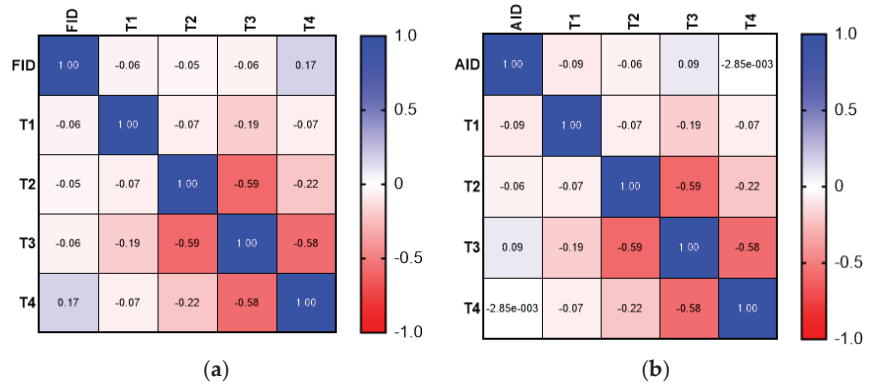 FID T1 T2 T3 T4
FID 1.00 -0.06 -0.05 -0.06 0.17
T1 -0.06 1.00 -0.07 -0.19 -0.07
T2 -0.05 -0.07 1.00 -0.59 -0.22
T3 -0.06 -0.19 -0.59 1.00 -0.58
T4 0.17 -0.07 -0.22 -0.58 1.00
1.0
0.5
0
-0.5
-1.0
(a)
AID T1 T2 T3 T4
AID 1.00 -0.09 -0.06 0.09 -2.85e-003
T1 -0.09 1.00 -0.07 -0.19 -0.07
T2 -0.06 -0.07 1.00 -0.59 -0.22
T3 0.09 -0.19 -0.59 1.00 -0.58
T4 -2.85e-003 -0.07 -0.22 -0.58 1.00
1.0
0.5
0
-0.5
-1.0
(b)